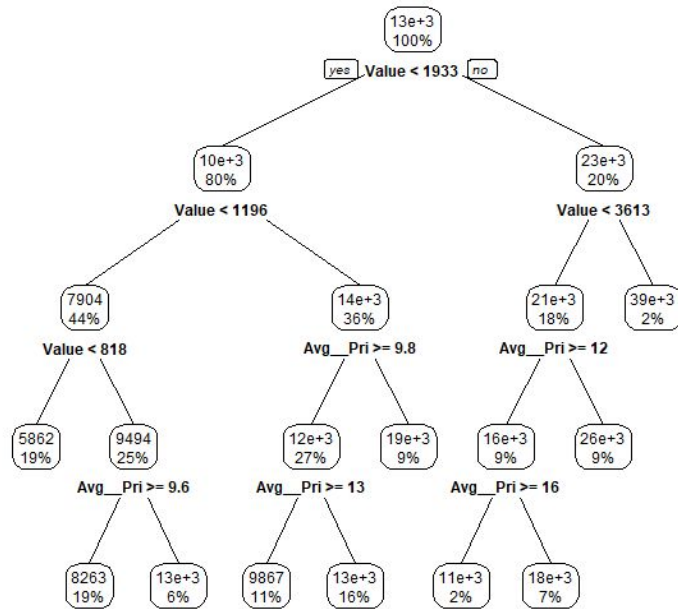 13e+3
100%
yes Value < 1933 no
10e+3
80%
23e+3
20%
Value < 1196
Value < 3613
7904
44%
14e+3
36%
21e+3
18%
39e+3
2%
Value < 818
Avg__Pri >= 9.8
Avg__Pri >= 12
5862
19%
9494
25%
12e+3
27%
19e+3
9%
16e+3
9%
26e+3
9%
Avg__Pri >= 9.6
Avg__Pri >= 13
Avg__Pri >= 16
8263
19%
13e+3
6%
9867
11%
13e+3
16%
11e+3
2%
18e+3
7%